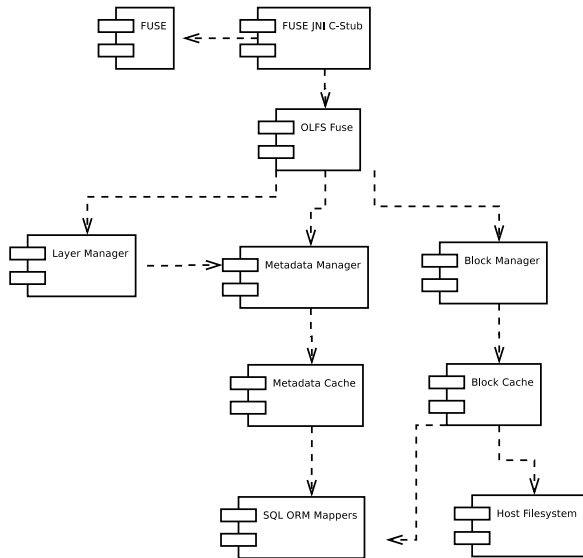 FUSE
FUSE JNI C-Stub
OLFS Fuse
Layer Manager
Metadata Manager
Block Manager
Metadata Cache
Block Cache
SQL ORM Mappers
Host Filesystem